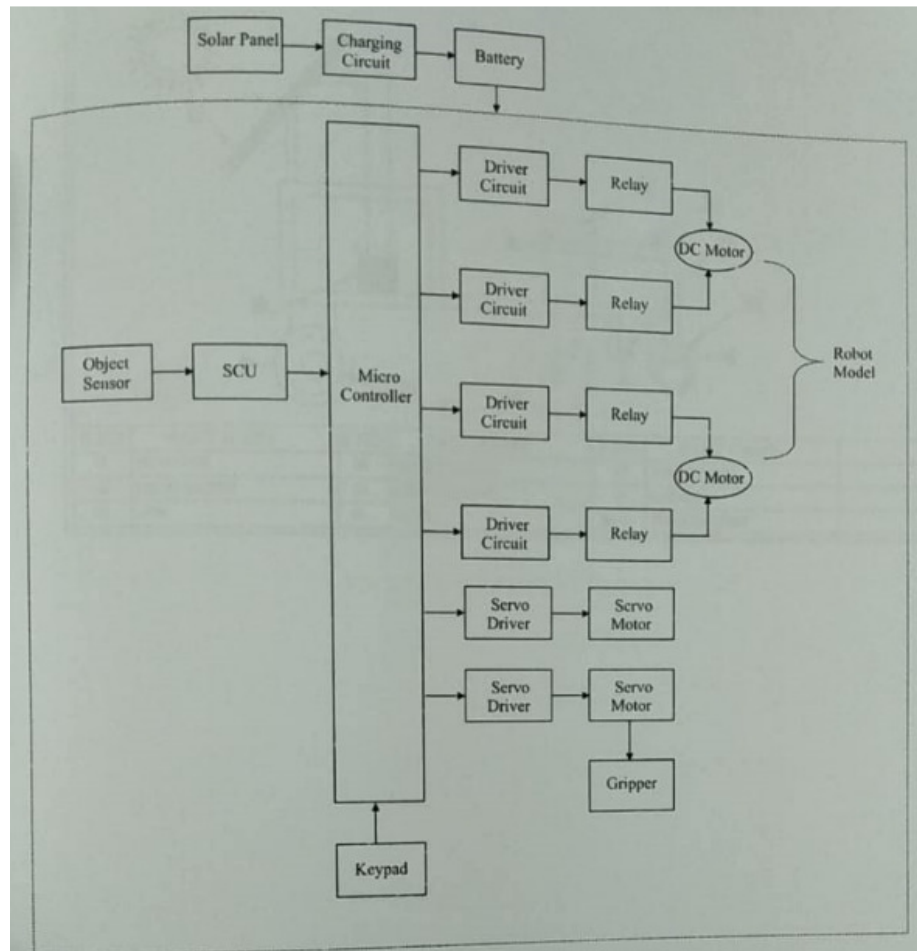 Solar Panel
Charging
Circuit
Battery
Driver
Circuit
Relay
DC Motor
Driver
Circuit
Relay
Object
Sensor
SCU
Micro
Controller
Robot
Model
Driver
Circuit
Relay
DC Motor
Driver
Circuit
Relay
Servo
Driver
Servo
Motor
Servo
Driver
Servo
Motor
Gripper
Keypad